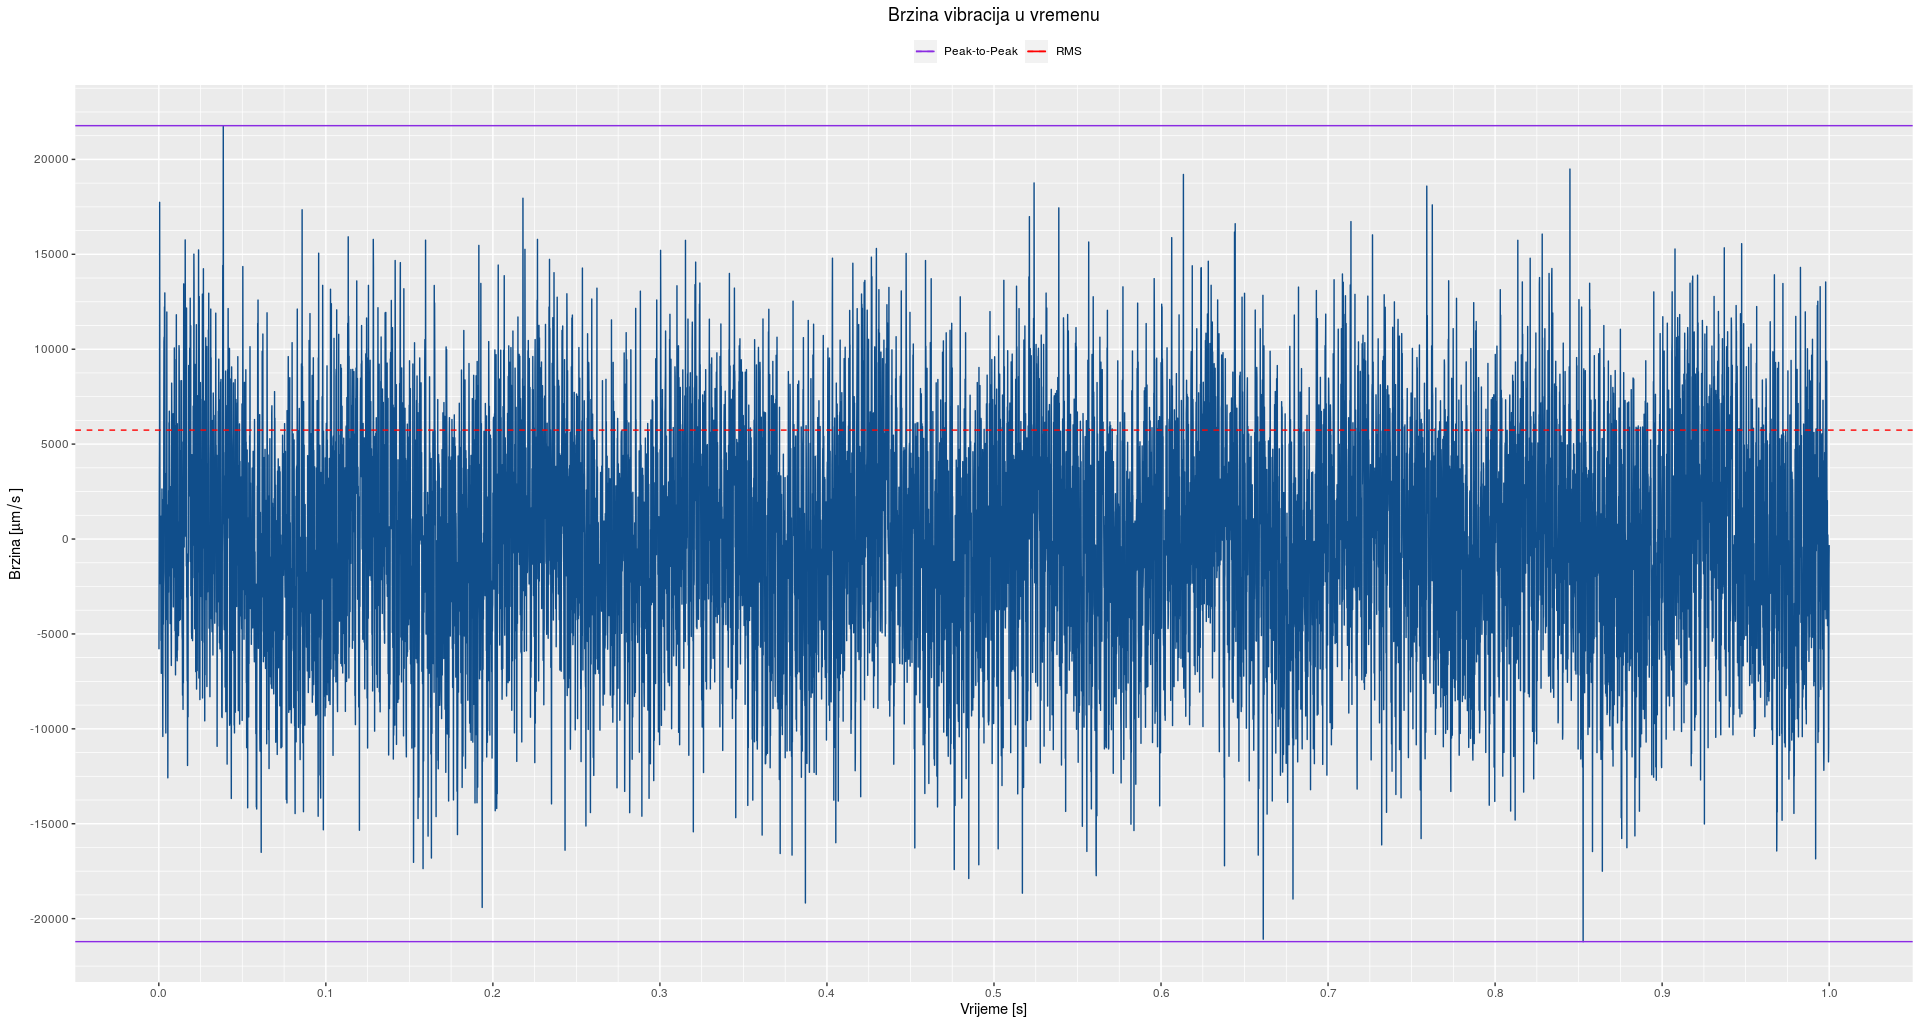 Brzina vibracija u vremenu
Peak-to-Peak RMS
20000
15000
10000
5000
0
-5000
-10000
-15000
-20000
Brzina [µm/s ]
0.0 0.1 0.2 0.3 0.4 0.5 0.6 0.7 0.8 0.9 1.0
Vrijeme [s]